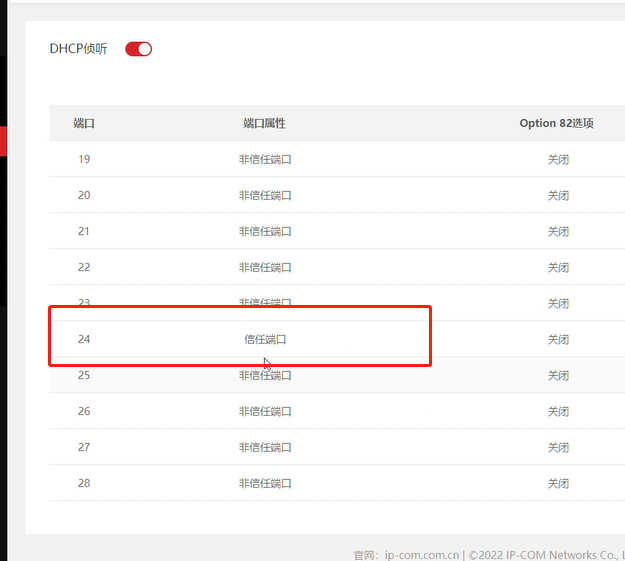 DHCP侦听
端口 端口属性 Option 82选项
19 非信任端口 关闭
20 非信任端口 关闭
21 非信任端口 关闭
22 非信任端口 关闭
23 非信任端口 关闭
24 信任端口 关闭
25 非信任端口 关闭
26 非信任端口 关闭
27 非信任端口 关闭
28 非信任端口 关闭
官网：ip-com.com.cn | ©2022 IP-COM Networks Co.,